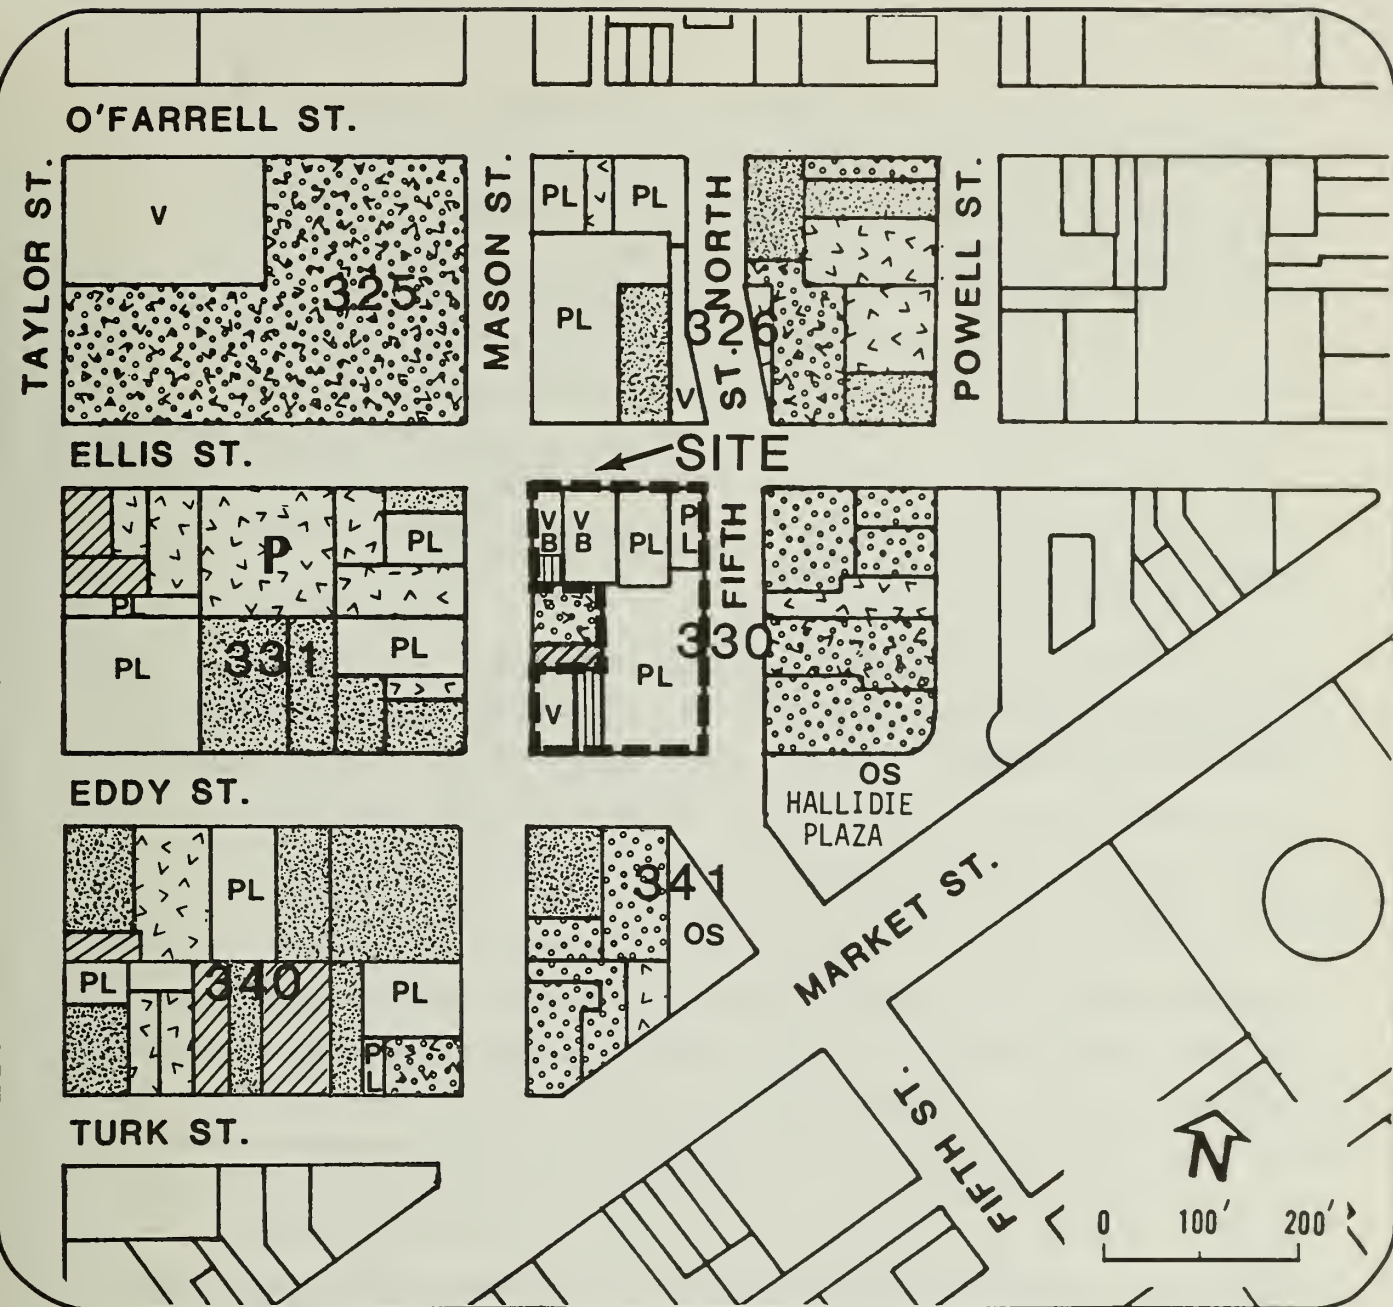 O'FARRELL ST.
TAYLOR ST.
MASON ST.
NORTH
FIFTH
ST.
POWELL ST.
V
325
PL
PL
PL
326
V
ELLIS ST.
SITE
P
PL
PL
PL
331
PL
V
B
V
B
PL
P
L
330
PL
V
EDDY ST.
OS
HALLIDIE
PLAZA
PL
PL
340
PL
P
L
341
OS
MARKET ST.
TURK ST.
FIFTH ST.
N
0 100' 200'